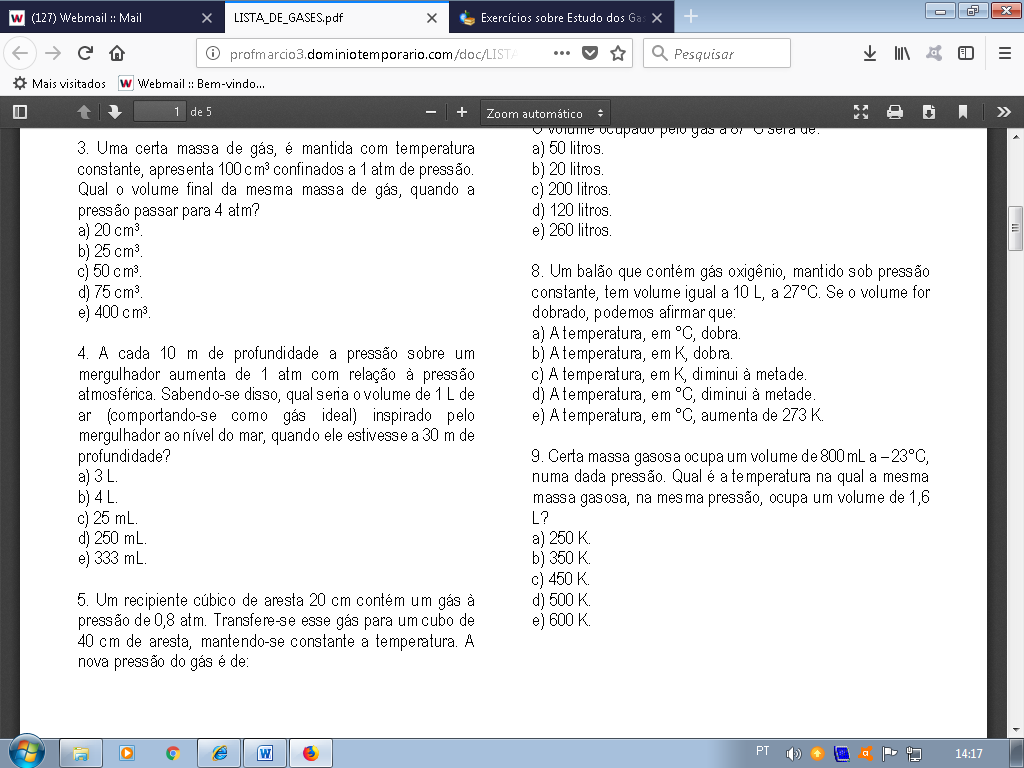 (127) Webmail :: Mail
LISTA_DE_GASES.pdf
Exercícios sobre Estudo dos Ga
profmarcio3.dominiotemporario.com/doc/LIST
Pesquisar
Mais visitados
Webmail :: Bem-vindo...
1 de 5
Zoom automático
3. Uma certa massa de gás, é mantida com temperatura
constante, apresenta 100 cm³ confinados a 1 atm de pressão.
Qual o volume final da mesma massa de gás, quando a
pressão passar para 4 atm?
a) 20 cm³.
b) 25 cm³.
c) 50 cm³.
d) 75 cm³.
e) 400 cm³.
4. A cada 10 m de profundidade a pressão sobre um
mergulhador aumenta de 1 atm com relação à pressão
atmosférica. Sabendo-se disso, qual seria o volume de 1 L de
ar (comportando-se como gás ideal) inspirado pelo
mergulhador ao nível do mar, quando ele estivesse a 30 m de
profundidade?
a) 3 L.
b) 4 L.
c) 25 mL.
d) 250 mL.
e) 333 mL.
5. Um recipiente cúbico de aresta 20 cm contém um gás à
pressão de 0,8 atm. Transfere-se esse gás para um cubo de
40 cm de aresta, mantendo-se constante a temperatura. A
nova pressão do gás é de:
O volume ocupado pelo gás a 87°C será de:
a) 50 litros.
b) 20 litros.
c) 200 litros.
d) 120 litros.
e) 260 litros.
8. Um balão que contém gás oxigênio, mantido sob pressão
constante, tem volume igual a 10 L, a 27°C. Se o volume for
dobrado, podemos afirmar que:
a) A temperatura, em °C, dobra.
b) A temperatura, em K, dobra.
c) A temperatura, em K, diminui à metade.
d) A temperatura, em °C, diminui à metade.
e) A temperatura, em °C, aumenta de 273 K.
9. Certa massa gasosa ocupa um volume de 800 mL a –23°C,
numa dada pressão. Qual é a temperatura na qual a mesma
massa gasosa, na mesma pressão, ocupa um volume de 1,6
L?
a) 250 K.
b) 350 K.
c) 450 K.
d) 500 K.
e) 600 K.
PT
14:17